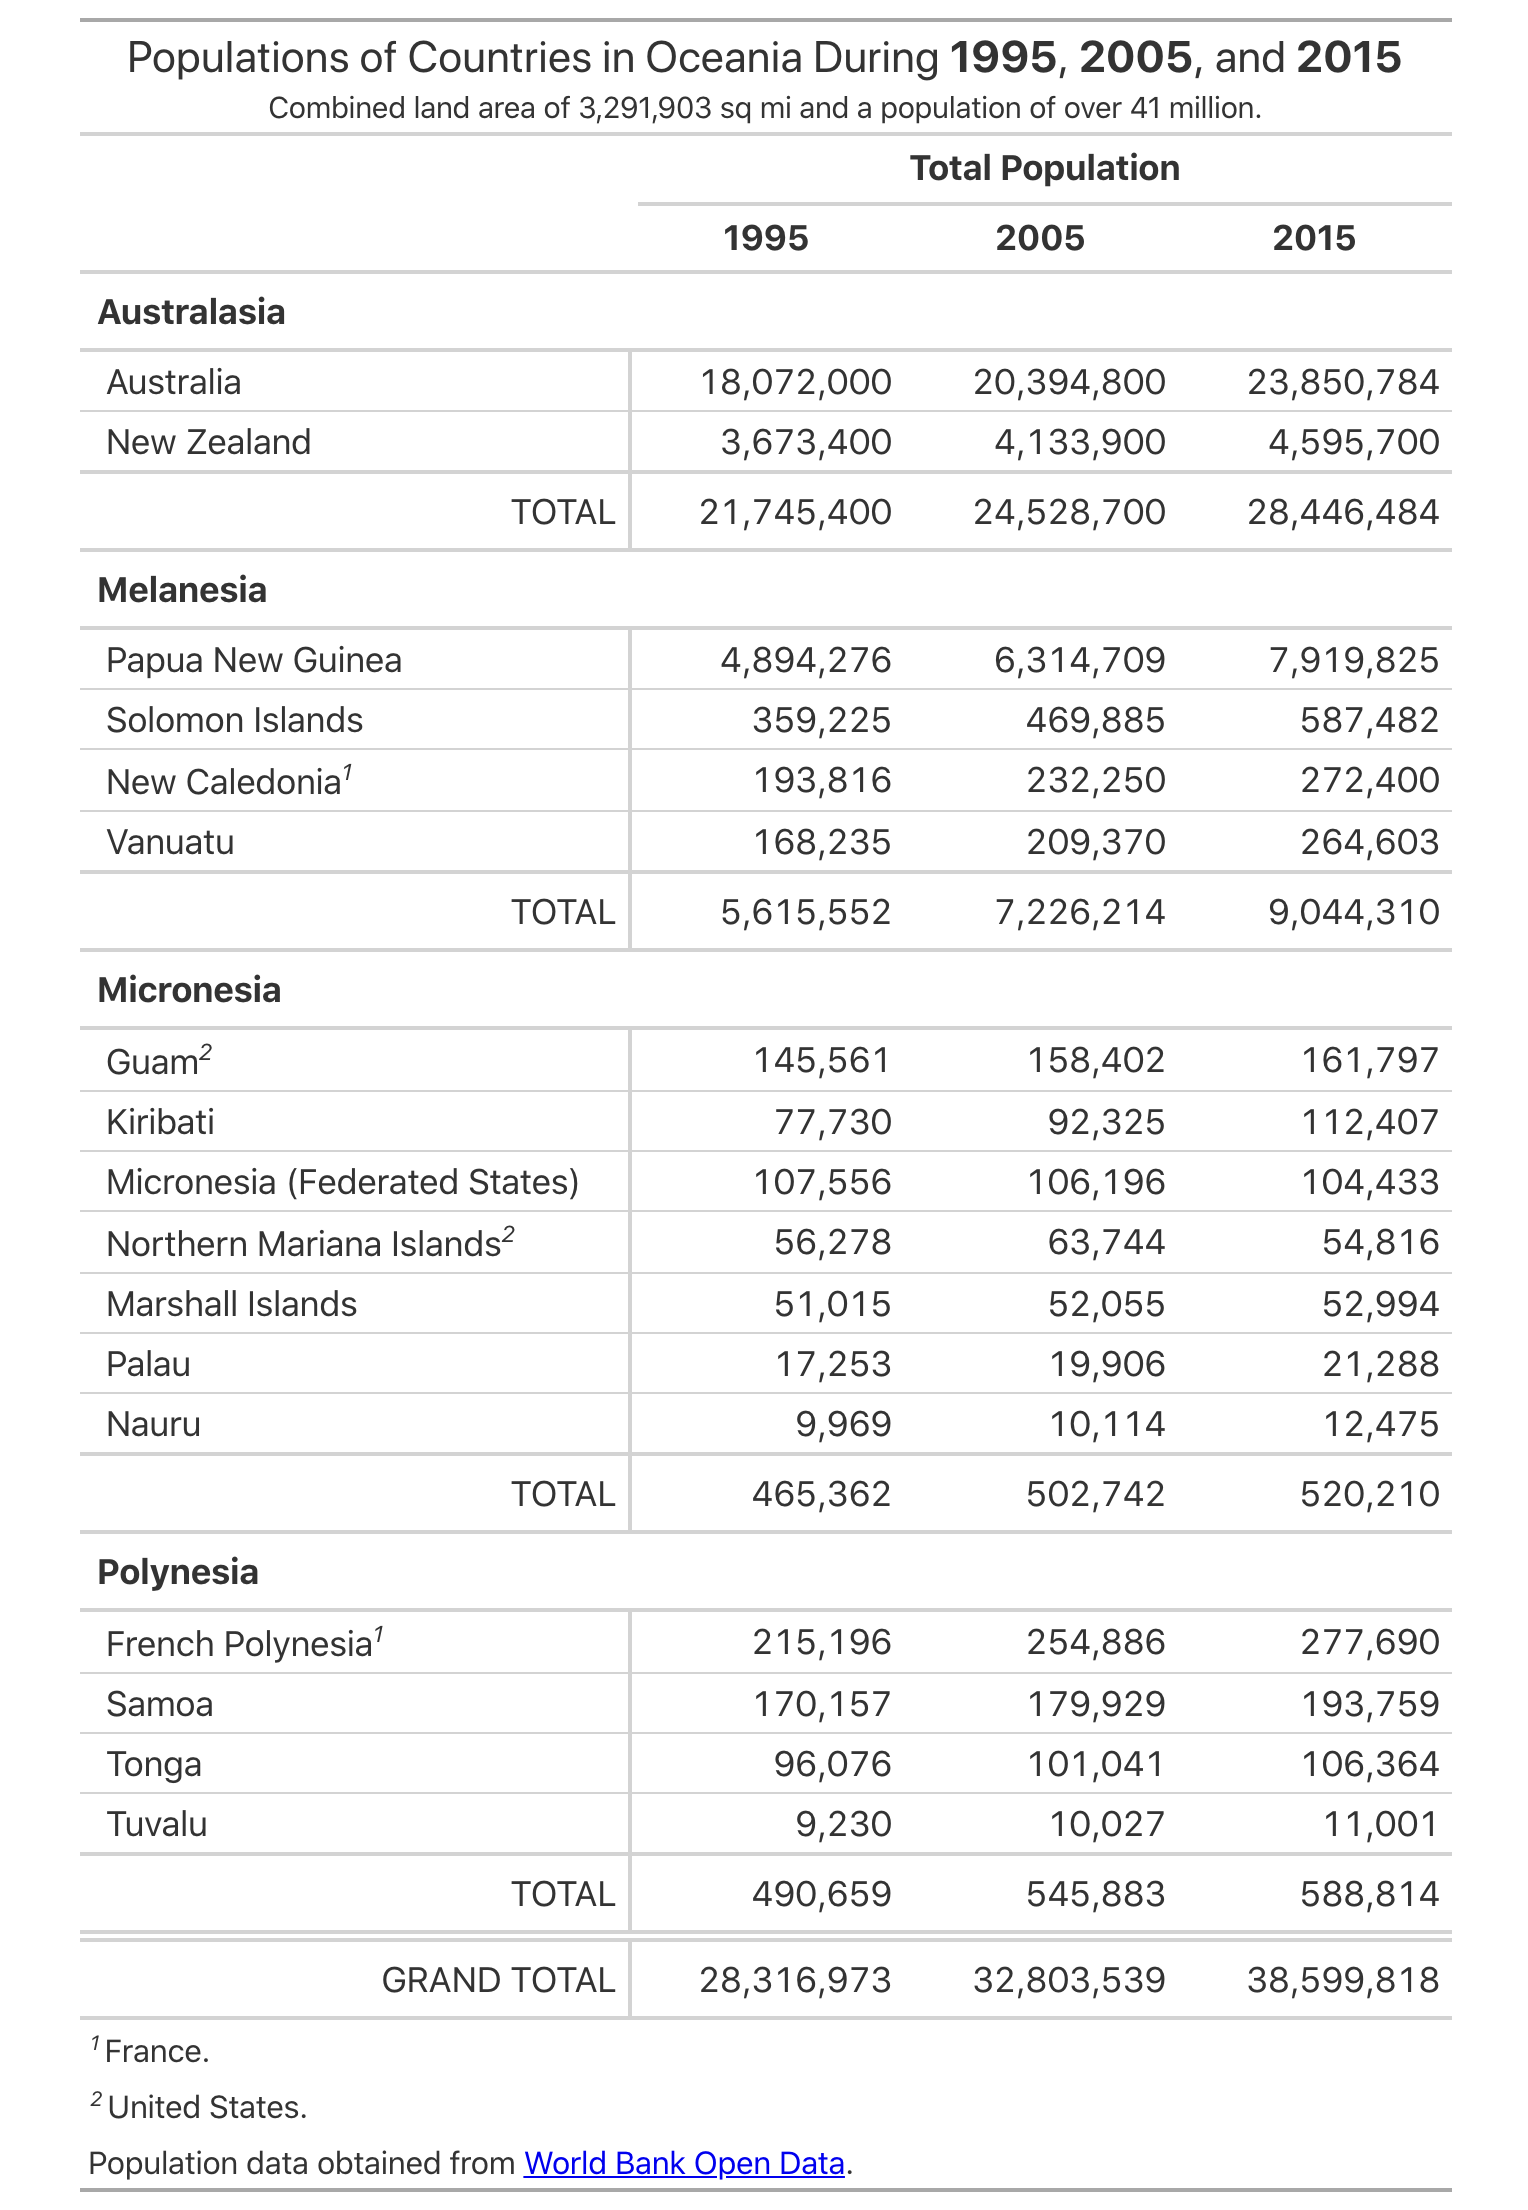 Populations of Countries in Oceania During 1995, 2005, and 2015
Combined land area of 3,291,903 sq mi and a population of over 41 million.
Total Population
1995 2005 2015
Australasia
Australia 18,072,000 20,394,800 23,850,784
New Zealand 3,673,400 4,133,900 4,595,700
TOTAL 21,745,400 24,528,700 28,446,484
Melanesia
Papua New Guinea 4,894,276 6,314,709 7,919,825
Solomon Islands 359,225 469,885 587,482
New Caledonia¹ 193,816 232,250 272,400
Vanuatu 168,235 209,370 264,603
TOTAL 5,615,552 7,226,214 9,044,310
Micronesia
Guam² 145,561 158,402 161,797
Kiribati 77,730 92,325 112,407
Micronesia (Federated States) 107,556 106,196 104,433
Northern Mariana Islands² 56,278 63,744 54,816
Marshall Islands 51,015 52,055 52,994
Palau 17,253 19,906 21,288
Nauru 9,969 10,114 12,475
TOTAL 465,362 502,742 520,210
Polynesia
French Polynesia¹ 215,196 254,886 277,690
Samoa 170,157 179,929 193,759
Tonga 96,076 101,041 106,364
Tuvalu 9,230 10,027 11,001
TOTAL 490,659 545,883 588,814
GRAND TOTAL 28,316,973 32,803,539 38,599,818
¹ France.
² United States.
Population data obtained from World Bank Open Data.